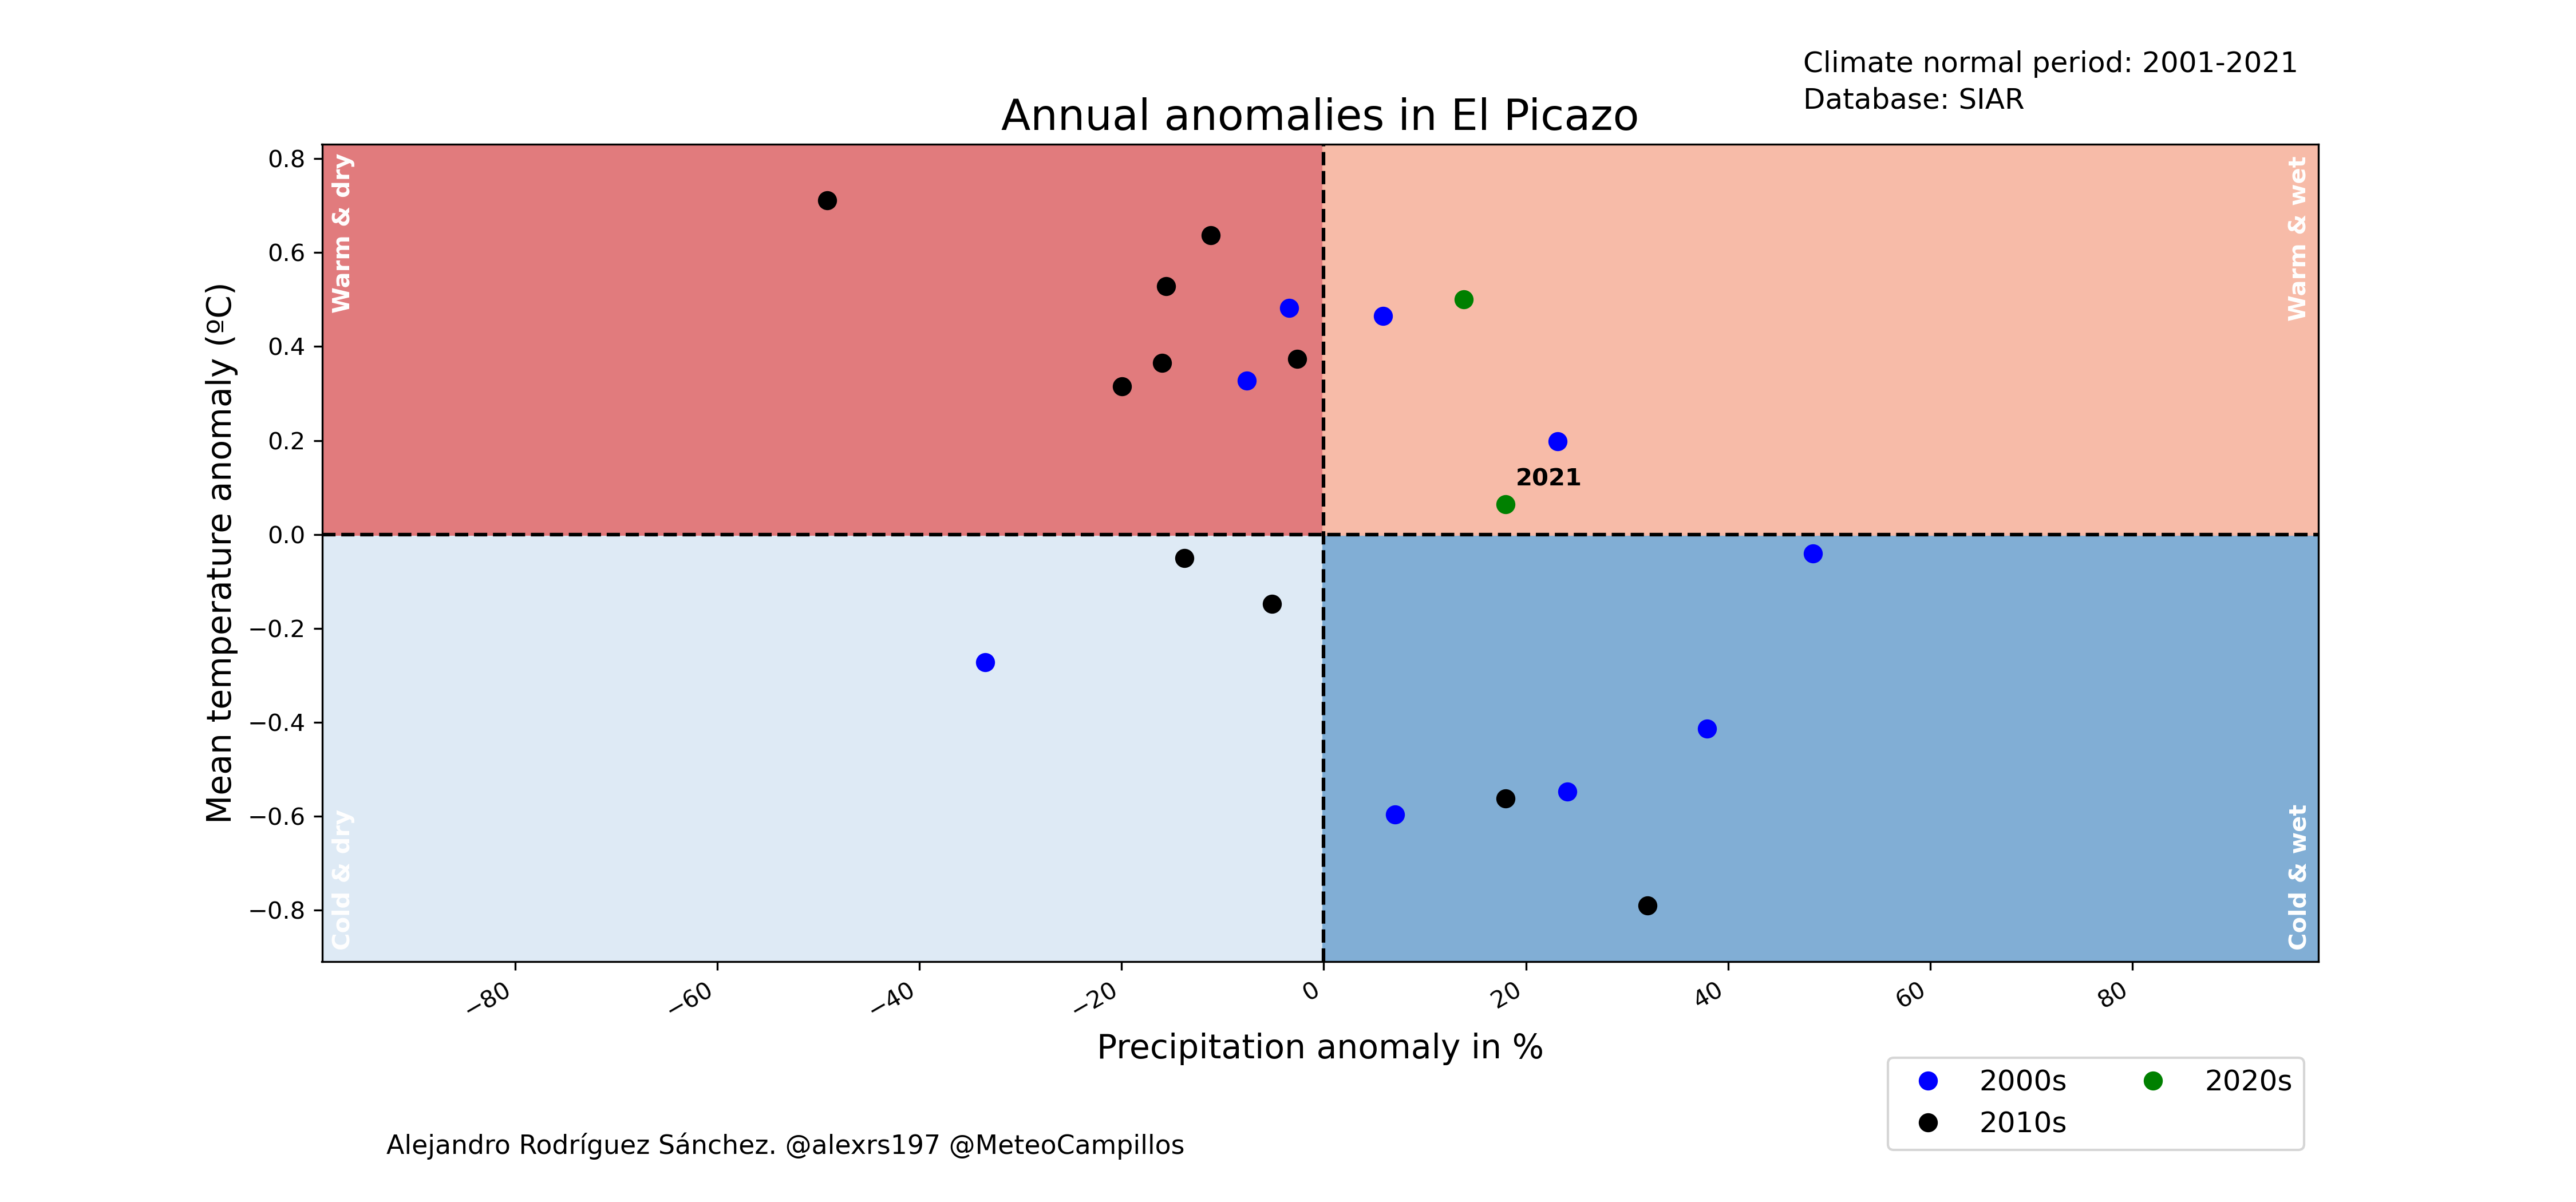 Climate normal period: 2001-2021
Database: SIAR
Annual anomalies in El Picazo
Warm & dry
Warm & wet
Cold & dry
Cold & wet
Mean temperature anomaly (ºC)
0.8
0.6
0.4
0.2
0.0
−0.2
−0.4
−0.6
−0.8
2021
−80
−60
−40
−20
0
20
40
60
80
Precipitation anomaly in %
2000s
2010s
2020s
Alejandro Rodríguez Sánchez. @alexrs197 @MeteoCampillos